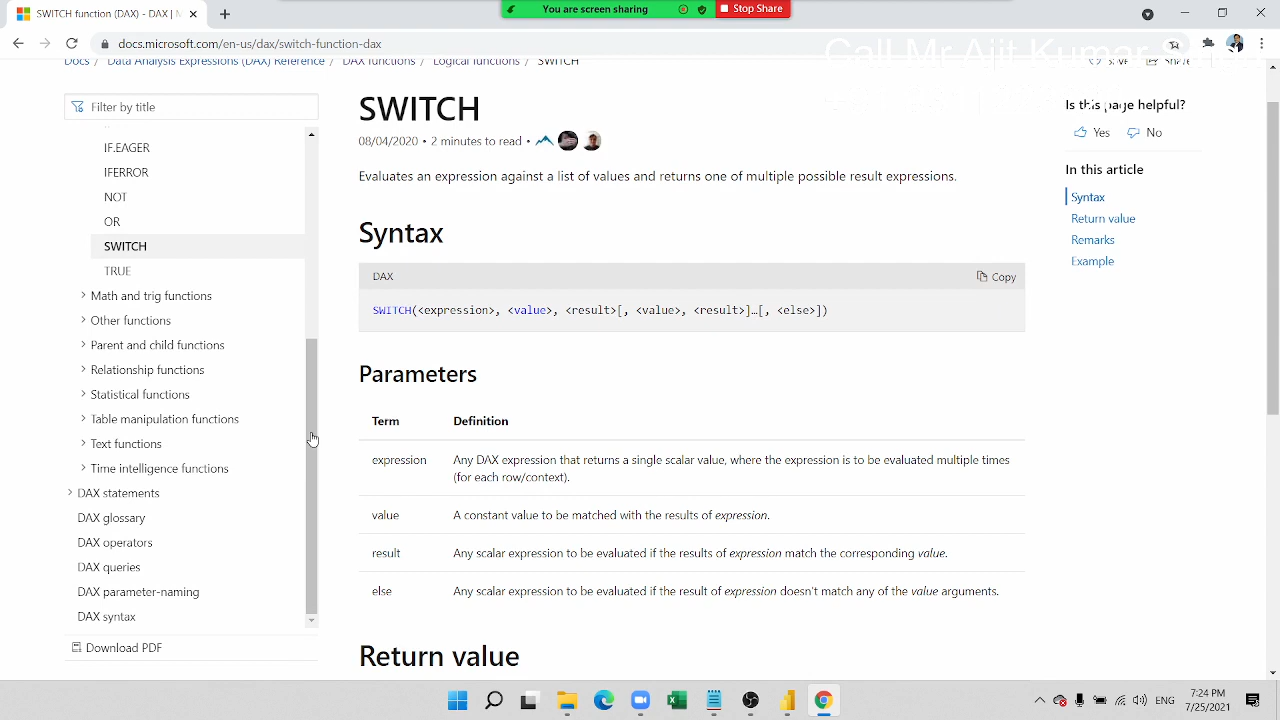 SWITCH function (DAX) - DAX | M
You are screen sharing
Stop Share
docs.microsoft.com/en-us/dax/switch-function-dax
Call Mr Ajit Kumar
Docs / Data Analysis Expressions (DAX) Reference / DAX functions / Logical functions / SWITCH
Filter by title
IF.EAGER
IFERROR
NOT
OR
SWITCH
TRUE
Math and trig functions
Other functions
Parent and child functions
Relationship functions
Statistical functions
Table manipulation functions
Text functions
Time intelligence functions
DAX statements
DAX glossary
DAX operators
DAX queries
DAX parameter-naming
DAX syntax
Download PDF
SWITCH
08/04/2020 • 2 minutes to read •
Evaluates an expression against a list of values and returns one of multiple possible result expressions.
Syntax
DAX
Copy
SWITCH(<expression>, <value>, <result>[, <value>, <result>]…[, <else>])
Parameters
Term Definition
expression Any DAX expression that returns a single scalar value, where the expression is to be evaluated multiple times
(for each row/context).
value A constant value to be matched with the results of expression.
result Any scalar expression to be evaluated if the results of expression match the corresponding value.
else Any scalar expression to be evaluated if the result of expression doesn't match any of the value arguments.
Return value
Is this page helpful?
Yes No
In this article
Syntax
Return value
Remarks
Example
ENG
7:24 PM
7/25/2021